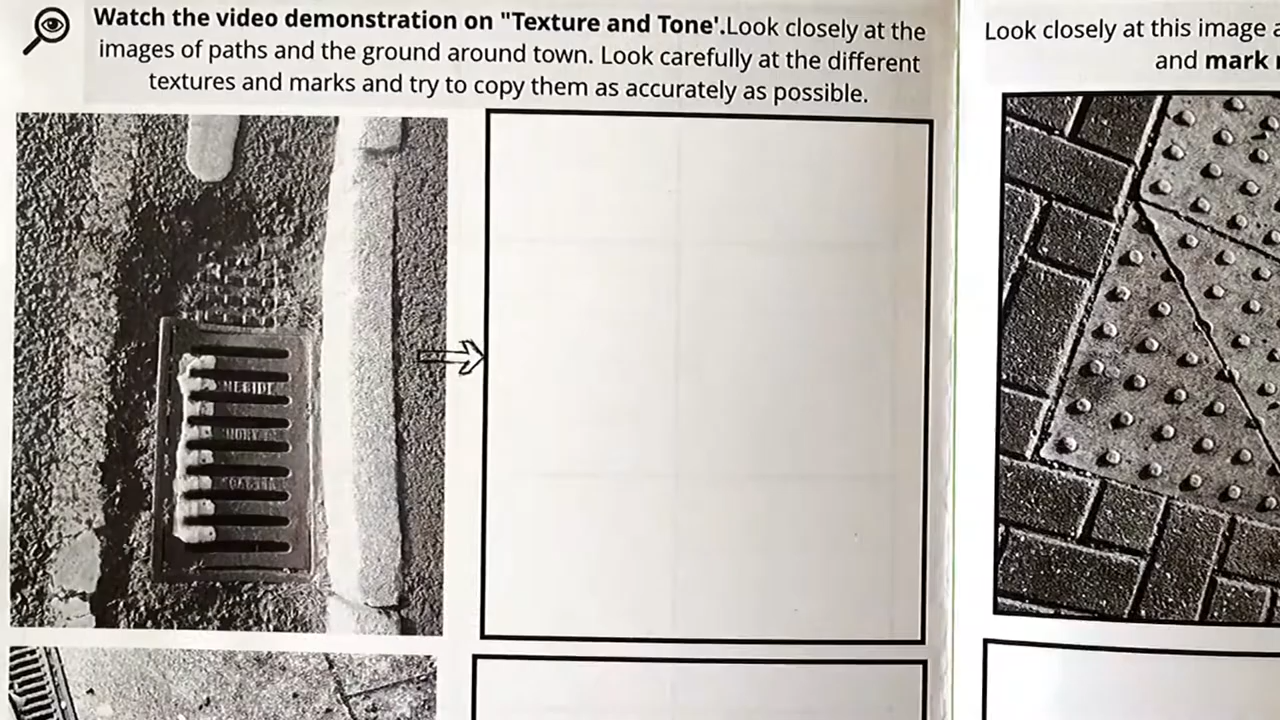 Watch the video demonstration on "Texture and Tone'.Look closely at the
images of paths and the ground around town. Look carefully at the different
textures and marks and try to copy them as accurately as possible.
Look closely at this image
and mark